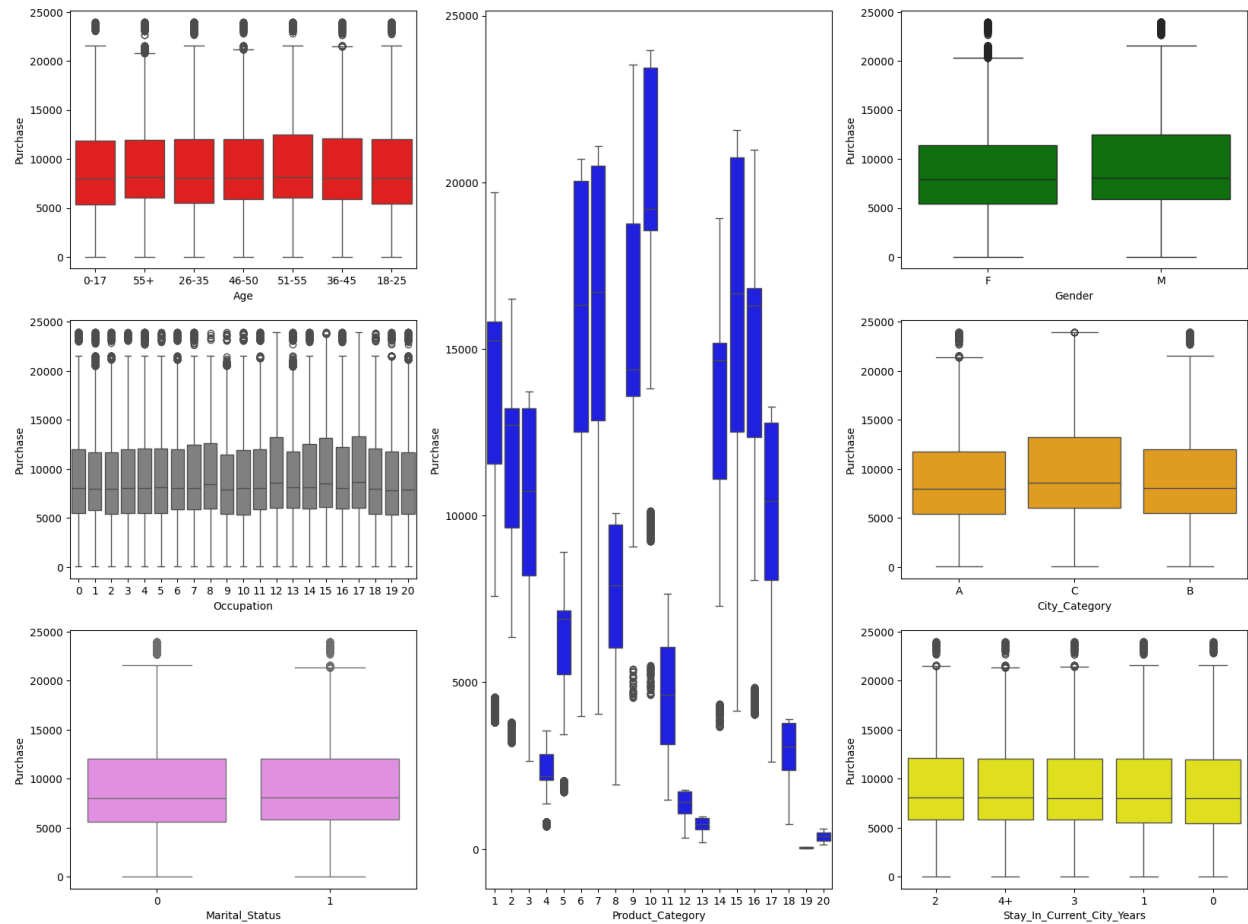 25000
20000
15000
10000
5000
0
Purchase
0-17 55+ 26-35 46-50 51-55 36-45 18-25
Age
25000
20000
15000
10000
5000
0
Purchase
0 1 2 3 4 5 6 7 8 9 10 11 12 13 14 15 16 17 18 19 20
Occupation
25000
20000
15000
10000
5000
0
Purchase
0 1
Marital_Status
25000
20000
15000
10000
5000
0
Purchase
1 2 3 4 5 6 7 8 9 10 11 12 13 14 15 16 17 18 19 20
Product_Category
25000
20000
15000
10000
5000
0
Purchase
F M
Gender
25000
20000
15000
10000
5000
0
Purchase
A C B
City_Category
25000
20000
15000
10000
5000
0
Purchase
2 4+ 3 1 0
Stay_In_Current_City_Years